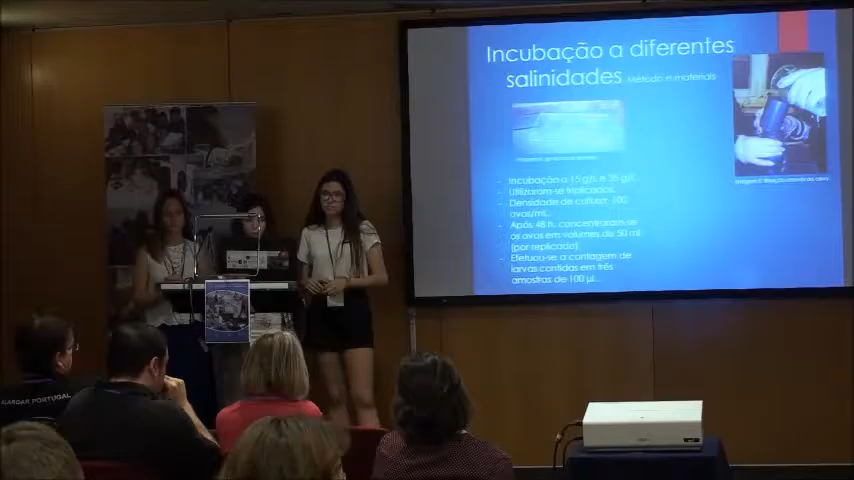 Incubação a diferentes
salinidades Método e materiais
- Incubação a 15 g/L e 35 g/L.
- Utilizaram-se triplicados.
- Densidade de cultura: 100
ovos/mL.
- Após 48 h, concentraram-se
os ovos em volumes de 50 ml
(por replicado)
- Efetuou-se a contagem de
larvas contidas em três
amostras de 100 µL.
GARDAR PORTUGAL